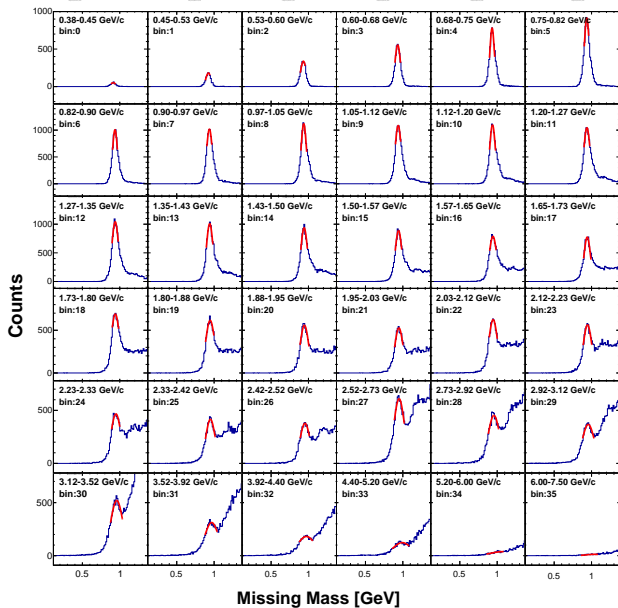 0.38-0.45 GeV/c 0.45-0.53 GeV/c 0.53-0.60 GeV/c 0.60-0.68 GeV/c 0.68-0.75 GeV/c 0.75-0.82 GeV/c
bin:0 bin:1 bin:2 bin:3 bin:4 bin:5
1000
500
0
0.82-0.90 GeV/c 0.90-0.97 GeV/c 0.97-1.05 GeV/c 1.05-1.12 GeV/c 1.12-1.20 GeV/c 1.20-1.27 GeV/c
bin:6 bin:7 bin:8 bin:9 bin:10 bin:11
1000
500
0
1.27-1.35 GeV/c 1.35-1.43 GeV/c 1.43-1.50 GeV/c 1.50-1.57 GeV/c 1.57-1.65 GeV/c 1.65-1.73 GeV/c
bin:12 bin:13 bin:14 bin:15 bin:16 bin:17
1000
500
0
1.73-1.80 GeV/c 1.80-1.88 GeV/c 1.88-1.95 GeV/c 1.95-2.03 GeV/c 2.03-2.12 GeV/c 2.12-2.23 GeV/c
bin:18 bin:19 bin:20 bin:21 bin:22 bin:23
500
0
2.23-2.33 GeV/c 2.33-2.42 GeV/c 2.42-2.52 GeV/c 2.52-2.73 GeV/c 2.73-2.92 GeV/c 2.92-3.12 GeV/c
bin:24 bin:25 bin:26 bin:27 bin:28 bin:29
500
0
3.12-3.52 GeV/c 3.52-3.92 GeV/c 3.92-4.40 GeV/c 4.40-5.20 GeV/c 5.20-6.00 GeV/c 6.00-7.50 GeV/c
bin:30 bin:31 bin:32 bin:33 bin:34 bin:35
500
0
0.5 1 0.5 1 0.5 1 0.5 1 0.5 1 0.5 1
Counts
Missing Mass [GeV]